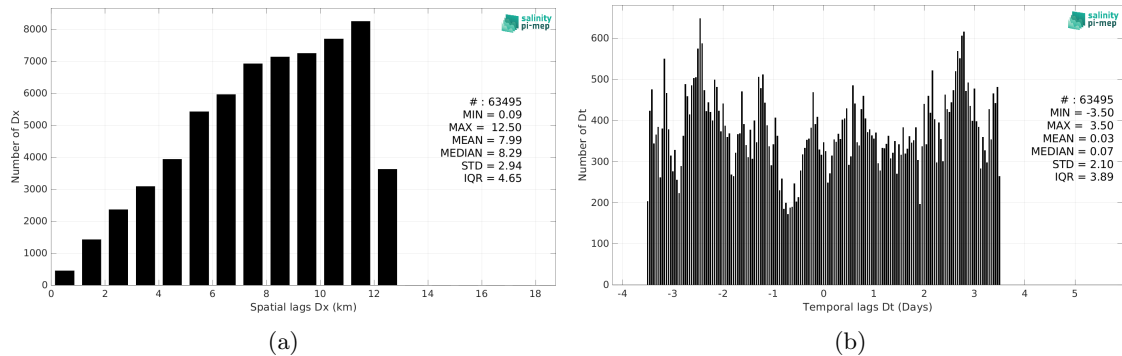 salinity
pi-mep
8000
7000
6000
5000
4000
3000
2000
1000
0
Number of Dx
# : 63495
MIN = 0.09
MAX = 12.50
MEAN = 7.99
MEDIAN = 8.29
STD = 2.94
IQR = 4.65
0 2 4 6 8 10 12 14 16 18
Spatial lags Dx (km)
(a)
salinity
pi-mep
600
500
400
300
200
100
0
Number of Dt
# : 63495
MIN = -3.50
MAX = 3.50
MEAN = 0.03
MEDIAN = 0.07
STD = 2.10
IQR = 3.89
-4 -3 -2 -1 0 1 2 3 4 5
Temporal lags Dt (Days)
(b)